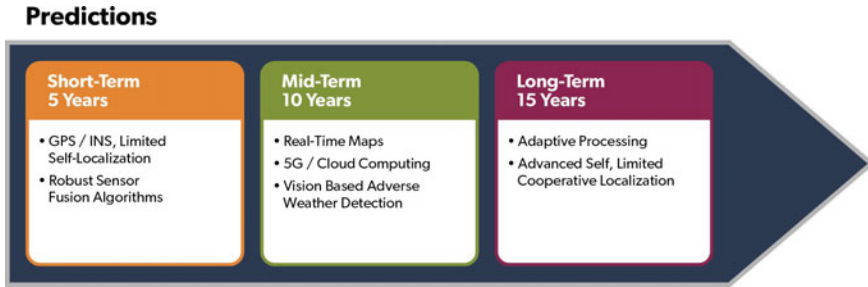 Predictions
Short-Term
5 Years
• GPS / INS, Limited
Self-Localization
• Robust Sensor
Fusion Algorithms
Mid-Term
10 Years
• Real-Time Maps
• 5G / Cloud Computing
• Vision Based Adverse
Weather Detection
Long-Term
15 Years
• Adaptive Processing
• Advanced Self, Limited
Cooperative Localization